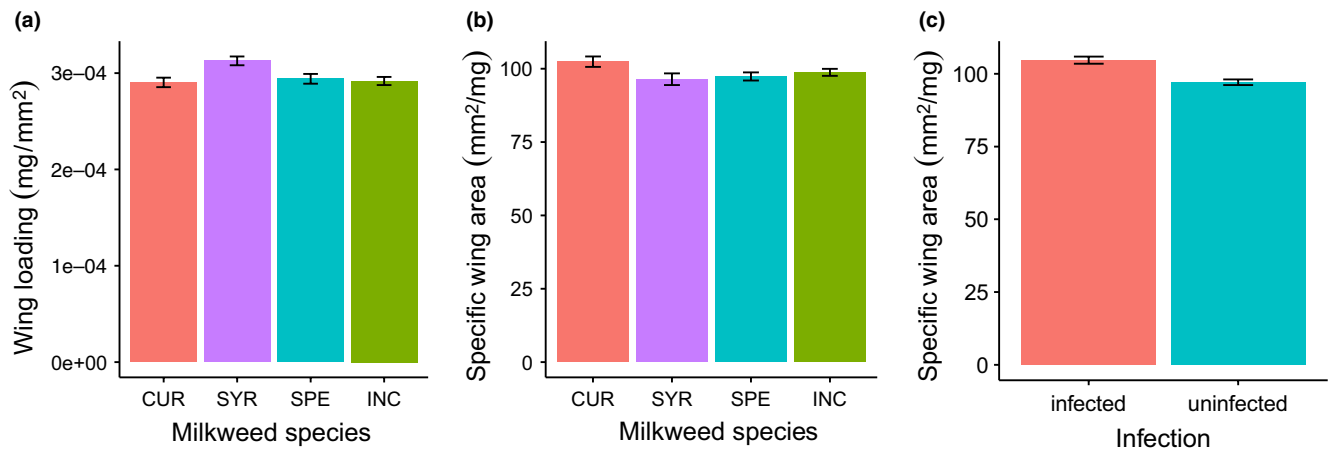 (a)
Wing loading (mg/mm²)
3e−04
2e−04
1e−04
0e+00
CUR SYR SPE INC
Milkweed species
(b)
Specific wing area (mm²/mg)
100
75
50
25
0
CUR SYR SPE INC
Milkweed species
(c)
Specific wing area (mm²/mg)
100
75
50
25
0
infected uninfected
Infection